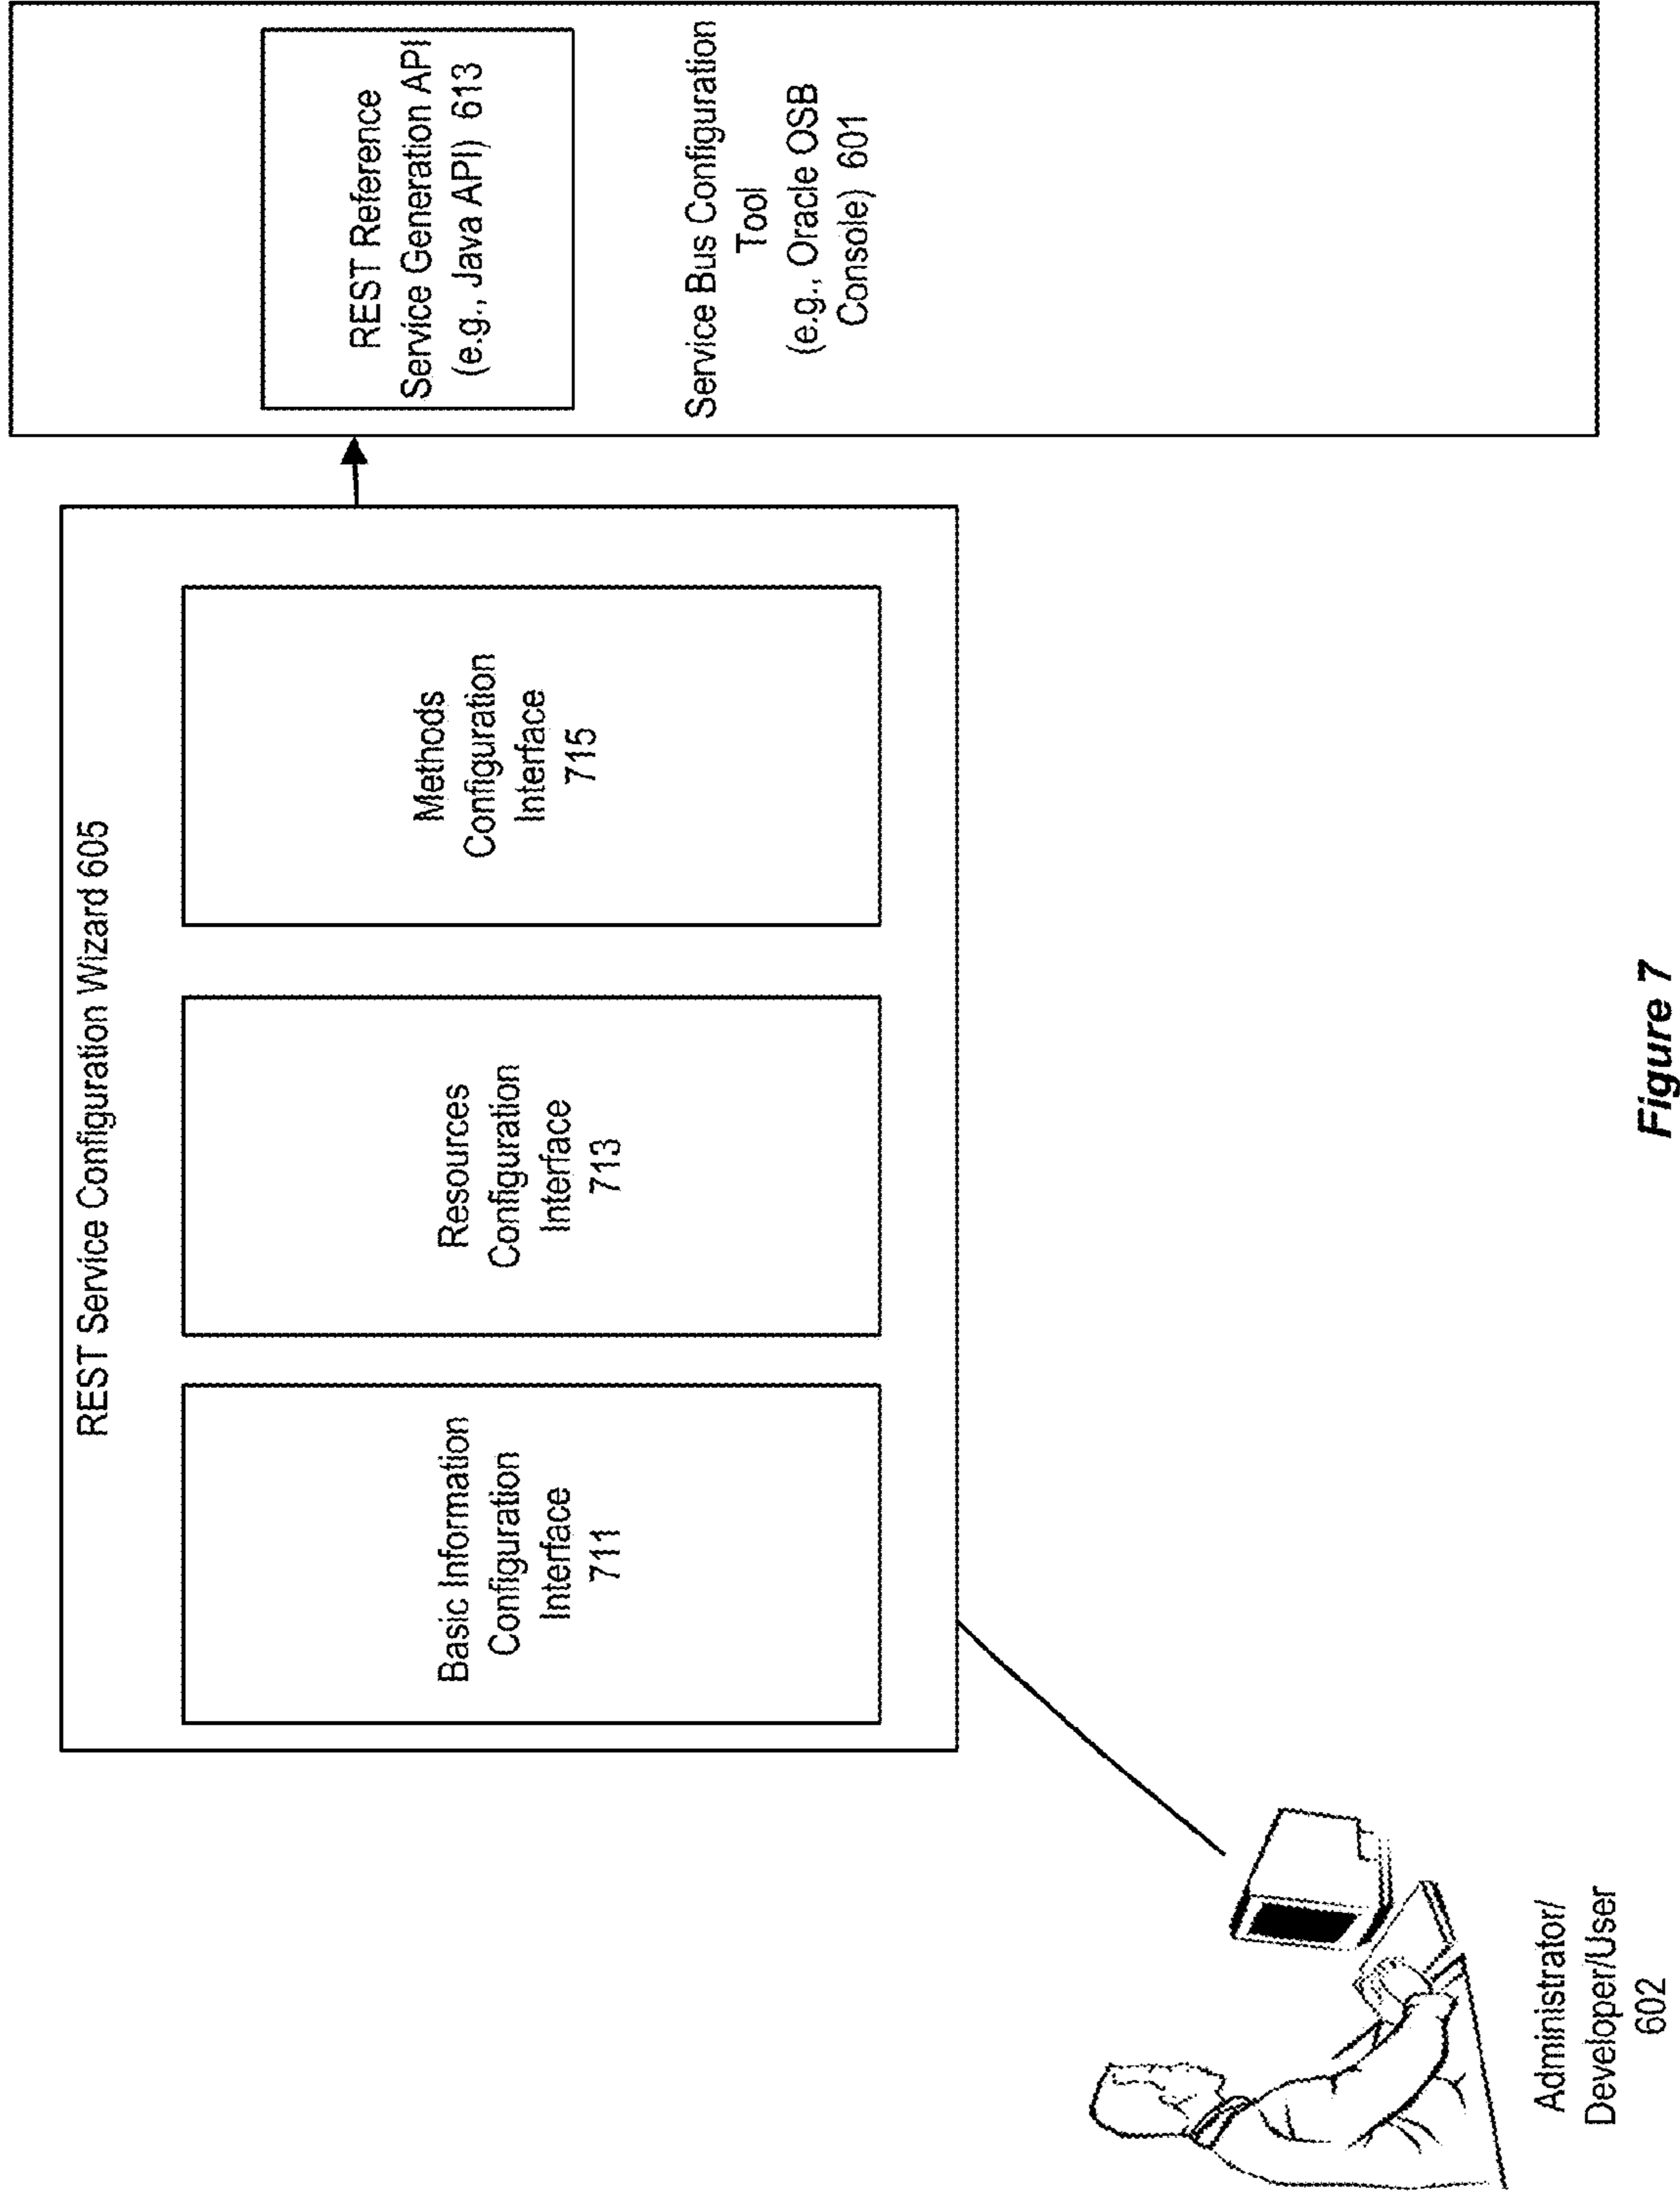 REST Service Configuration Wizard 605
Basic Information
Configuration
Interface
711
Resources
Configuration
Interface
713
Methods
Configuration
Interface
715
REST Reference
Service Generation API
(e.g., Java API) 613
Service Bus Configuration
Tool
(e.g., Oracle OSB
Console) 601
Administrator/
Developer/User
602
Figure 7